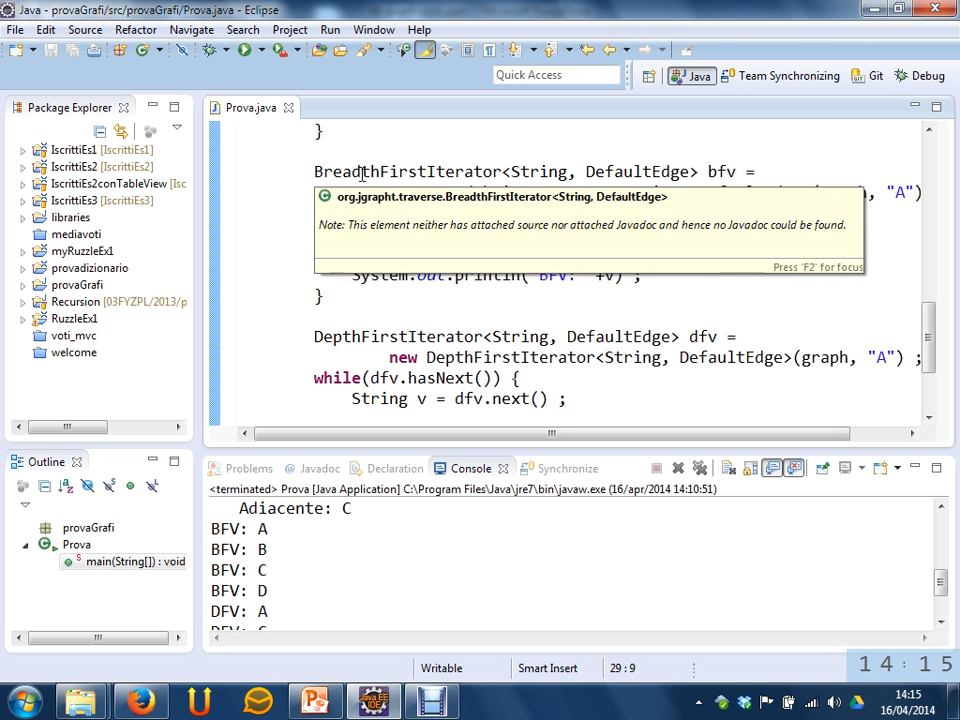 Java - provaGrafi/src/provaGrafi/Prova.java - Eclipse
File Edit Source Refactor Navigate Search Project Run Window Help
Quick Access
Java Team Synchronizing Git Debug
Package Explorer
Prova.java
IscrittiEs1 [IscrittiEs1]
IscrittiEs2 [IscrittiEs2]
IscrittiEs2conTableView [Isc
IscrittiEs3 [IscrittiEs3]
libraries
mediavoti
myRuzzleEx1
provadizionario
provaGrafi
Recursion [03FYZPL/2013/p
RuzzleEx1
voti_mvc
welcome
}
BreadthFirstIterator<String, DefaultEdge> bfv =
(graph, "A")
org.jgrapht.traverse.BreadthFirstIterator<String, DefaultEdge>
Note: This element neither has attached source nor attached Javadoc and hence no Javadoc could be found.
Press 'F2' for focus
System.out.println("BFV: "+v) ;
}
DepthFirstIterator<String, DefaultEdge> dfv =
new DepthFirstIterator<String, DefaultEdge>(graph, "A") ;
while(dfv.hasNext()) {
String v = dfv.next() ;
Outline
provaGrafi
Prova
S
main(String[]) : void
Problems Javadoc Declaration Console Synchronize
<terminated> Prova [Java Application] C:\Program Files\Java\jre7\bin\javaw.exe (16/apr/2014 14:10:51)
Adiacente: C
BFV: A
BFV: B
BFV: C
BFV: D
DFV: A
DFV: C
Writable Smart Insert 29 : 9
14:15
14:15
16/04/2014